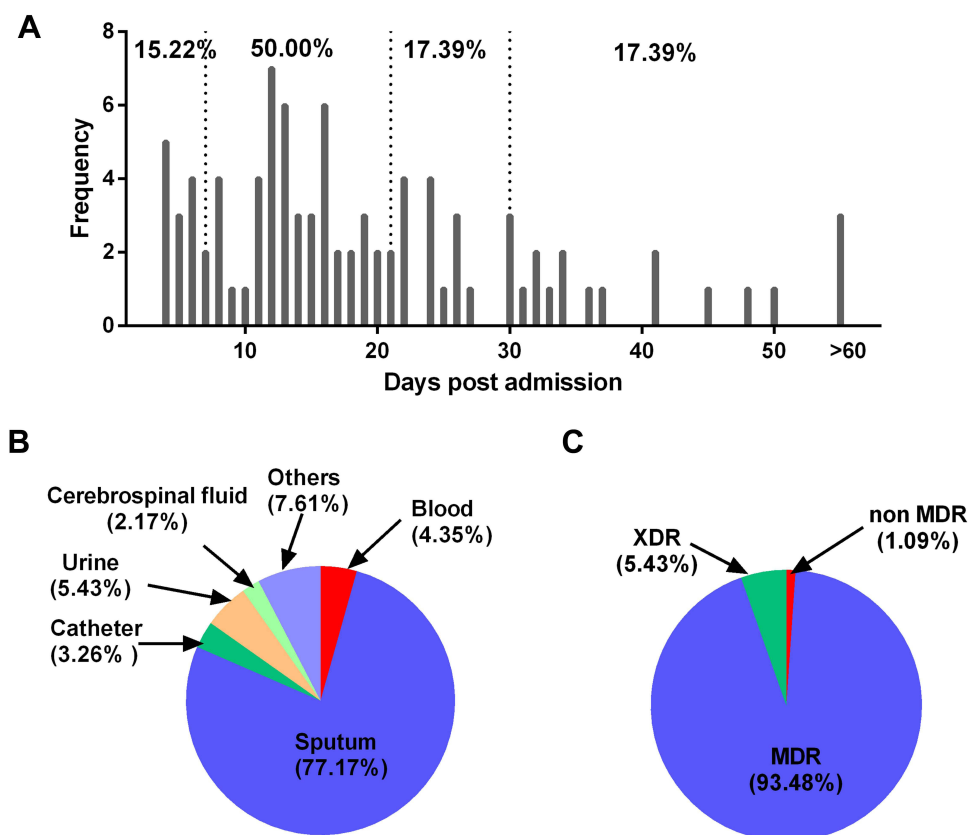 A
8
15.22%
50.00%
17.39%
17.39%
6
4
2
0
Frequency
10
20
30
40
50
>60
Days post admission
B
C
Others
(7.61%)
Cerebrospinal fluid
(2.17%)
Blood
(4.35%)
Urine
(5.43%)
Catheter
(3.26% )
Sputum
(77.17%)
XDR
(5.43%)
non MDR
(1.09%)
MDR
(93.48%)